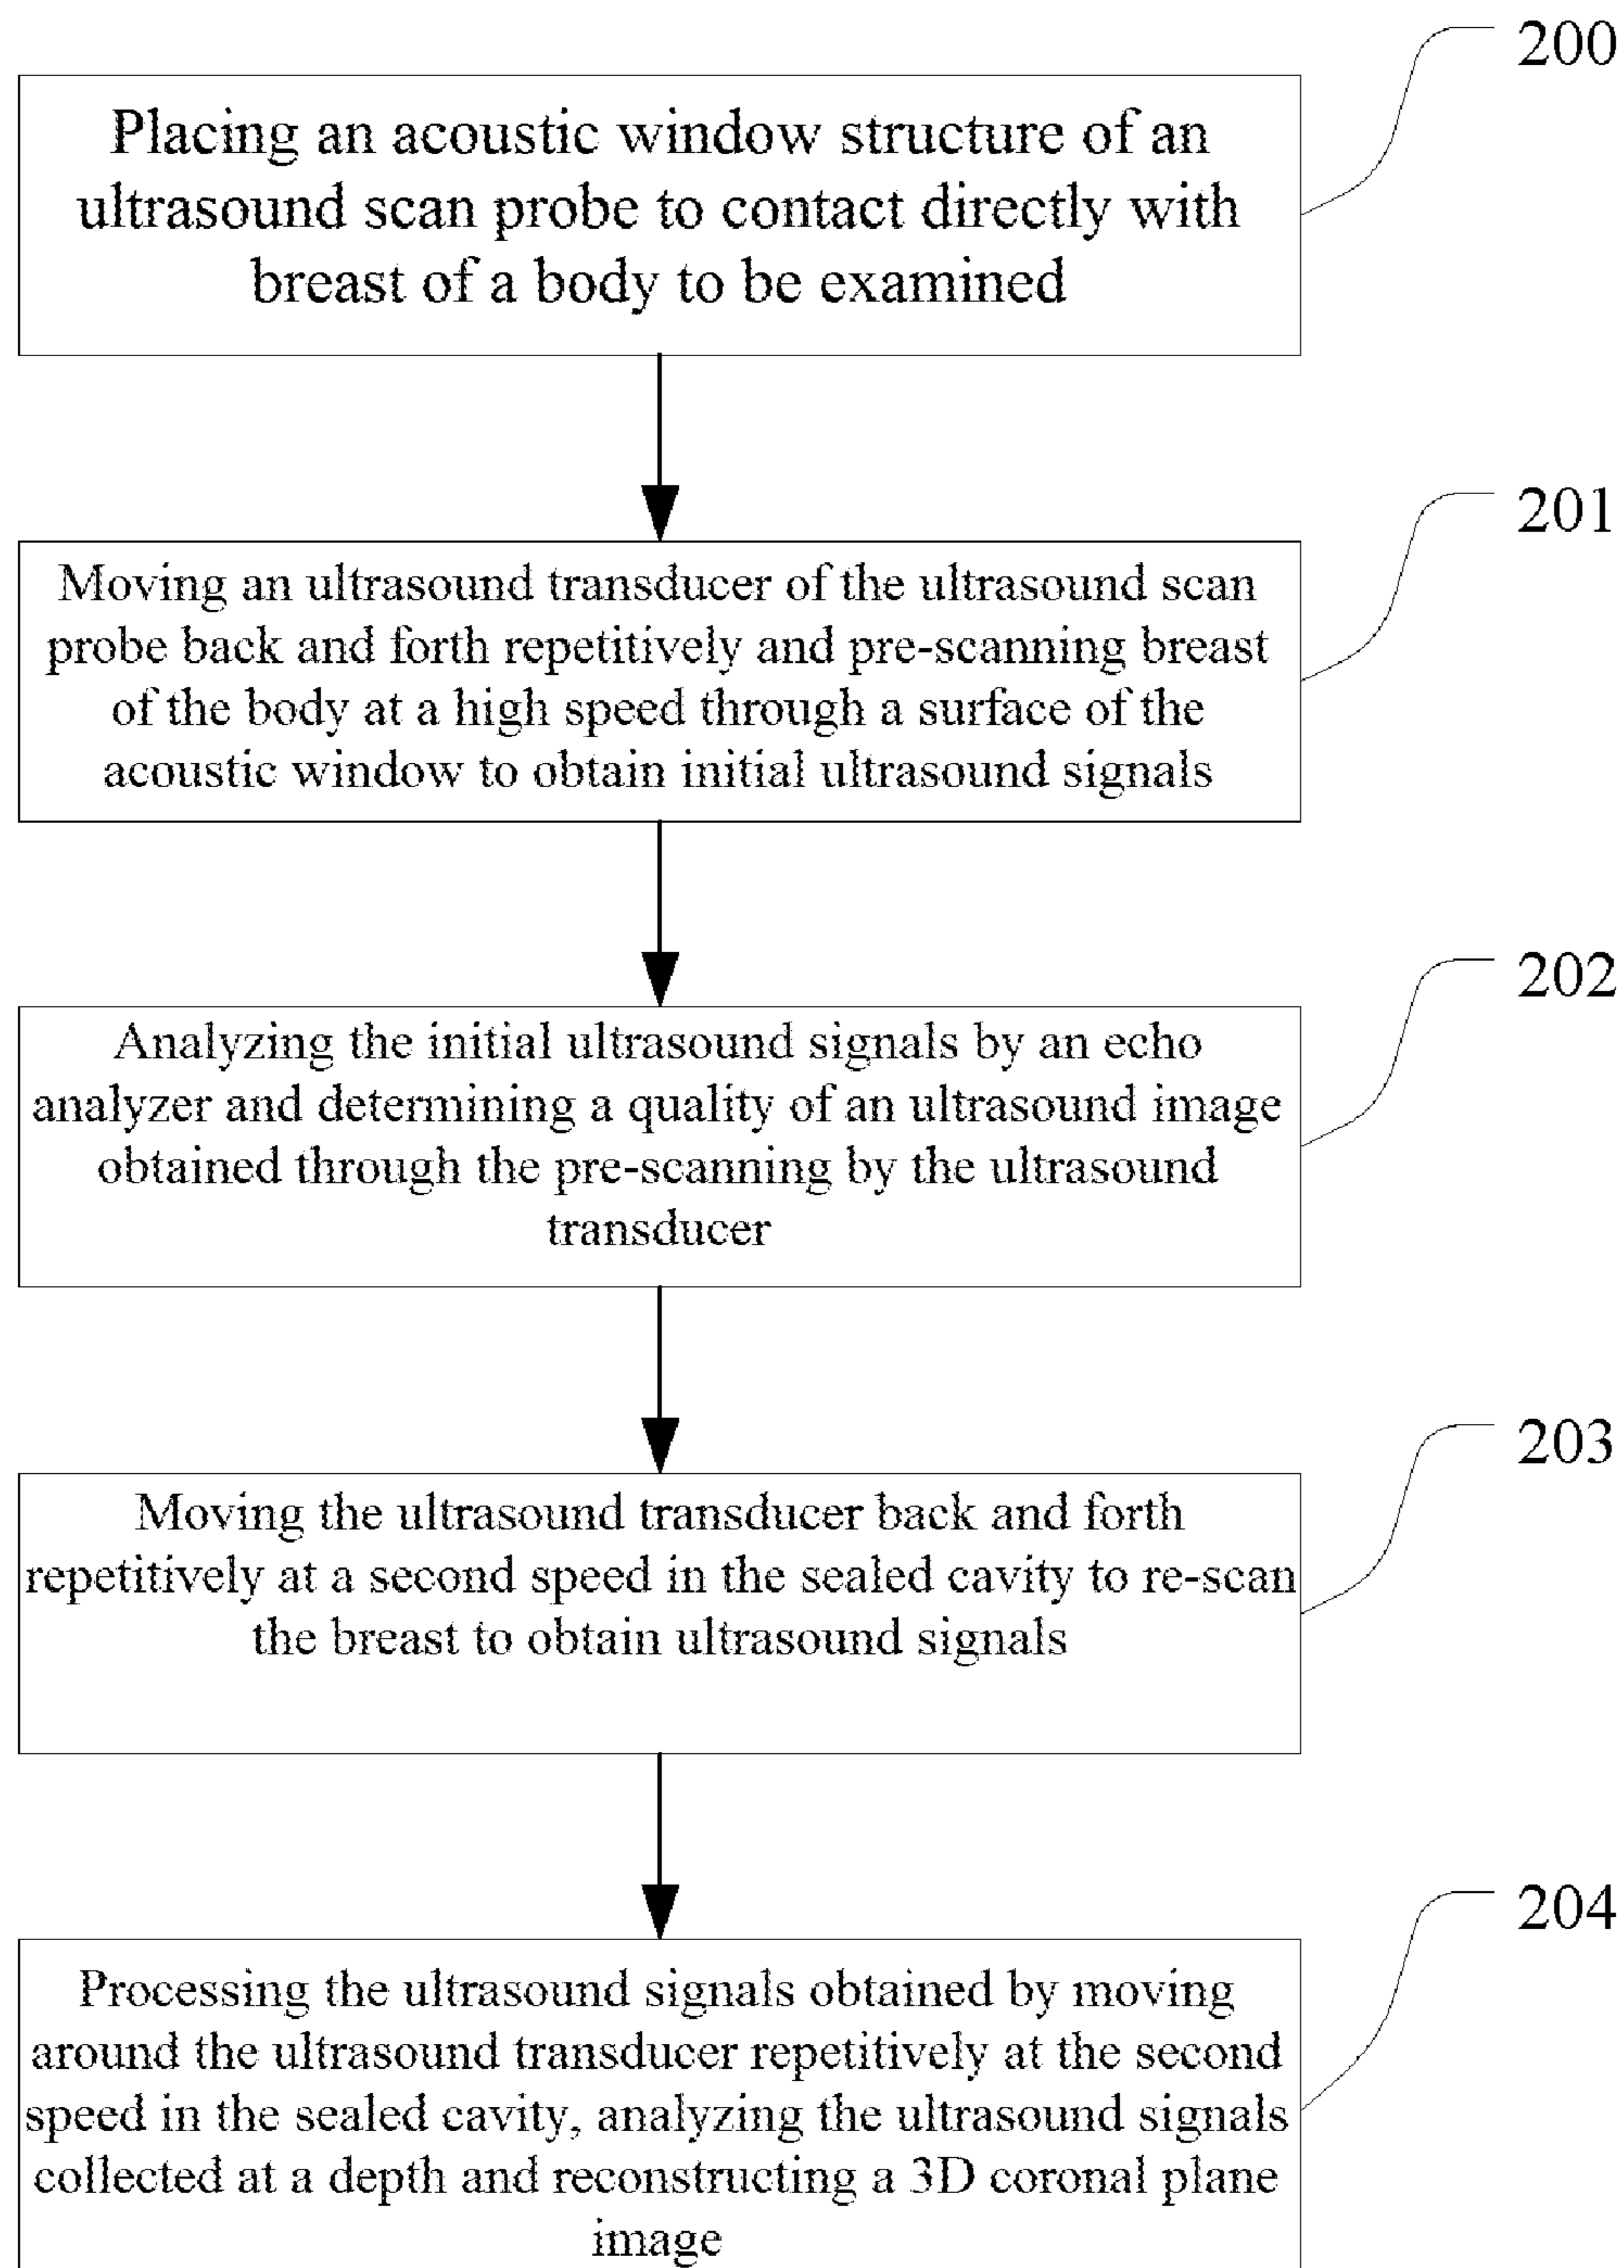 200
Placing an acoustic window structure of an
ultrasound scan probe to contact directly with
breast of a body to be examined
201
Moving an ultrasound transducer of the ultrasound scan
probe back and forth repetitively and pre-scanning breast
of the body at a high speed through a surface of the
acoustic window to obtain initial ultrasound signals
202
Analyzing the initial ultrasound signals by an echo
analyzer and determining a quality of an ultrasound image
obtained through the pre-scanning by the ultrasound
transducer
203
Moving the ultrasound transducer back and forth
repetitively at a second speed in the sealed cavity to re-scan
the breast to obtain ultrasound signals
204
Processing the ultrasound signals obtained by moving
around the ultrasound transducer repetitively at the second
speed in the sealed cavity, analyzing the ultrasound signals
collected at a depth and reconstructing a 3D coronal plane
image